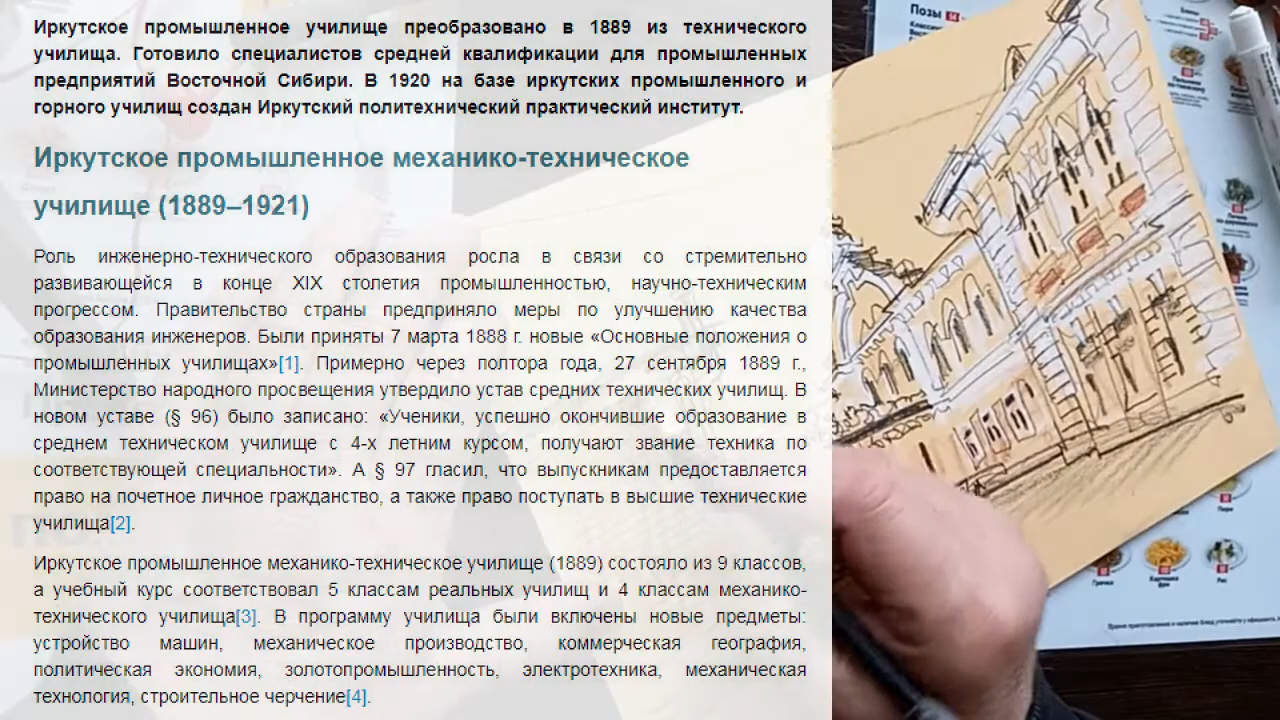 Иркутское промышленное училище преобразовано в 1889 из технического
училища. Готовило специалистов средней квалификации для промышленных
предприятий Восточной Сибири. В 1920 на базе иркутских промышленного и
горного училищ создан Иркутский политехнический практический институт.
Иркутское промышленное механико-техническое
училище (1889–1921)
Роль инженерно-технического образования росла в связи со стремительно
развивающейся в конце XIX столетия промышленностью, научно-техническим
прогрессом. Правительство страны предприняло меры по улучшению качества
образования инженеров. Были приняты 7 марта 1888 г. новые «Основные положения о
промышленных училищах»[1]. Примерно через полтора года, 27 сентября 1889 г.,
Министерство народного просвещения утвердило устав средних технических училищ. В
новом уставе (§ 96) было записано: «Ученики, успешно окончившие образование в
среднем техническом училище с 4-х летним курсом, получают звание техника по
соответствующей специальности». А § 97 гласил, что выпускникам предоставляется
право на почетное личное гражданство, а также право поступать в высшие технические
училища[2].
Иркутское промышленное механико-техническое училище (1889) состояло из 9 классов,
а учебный курс соответствовал 5 классам реальных училищ и 4 классам механико-
технического училища[3]. В программу училища были включены новые предметы:
устройство машин, механическое производство, коммерческая география,
политическая экономия, золотопромышленность, электротехника, механическая
технология, строительное черчение[4].
Позы
Гречка
Картошка
фри
Рис